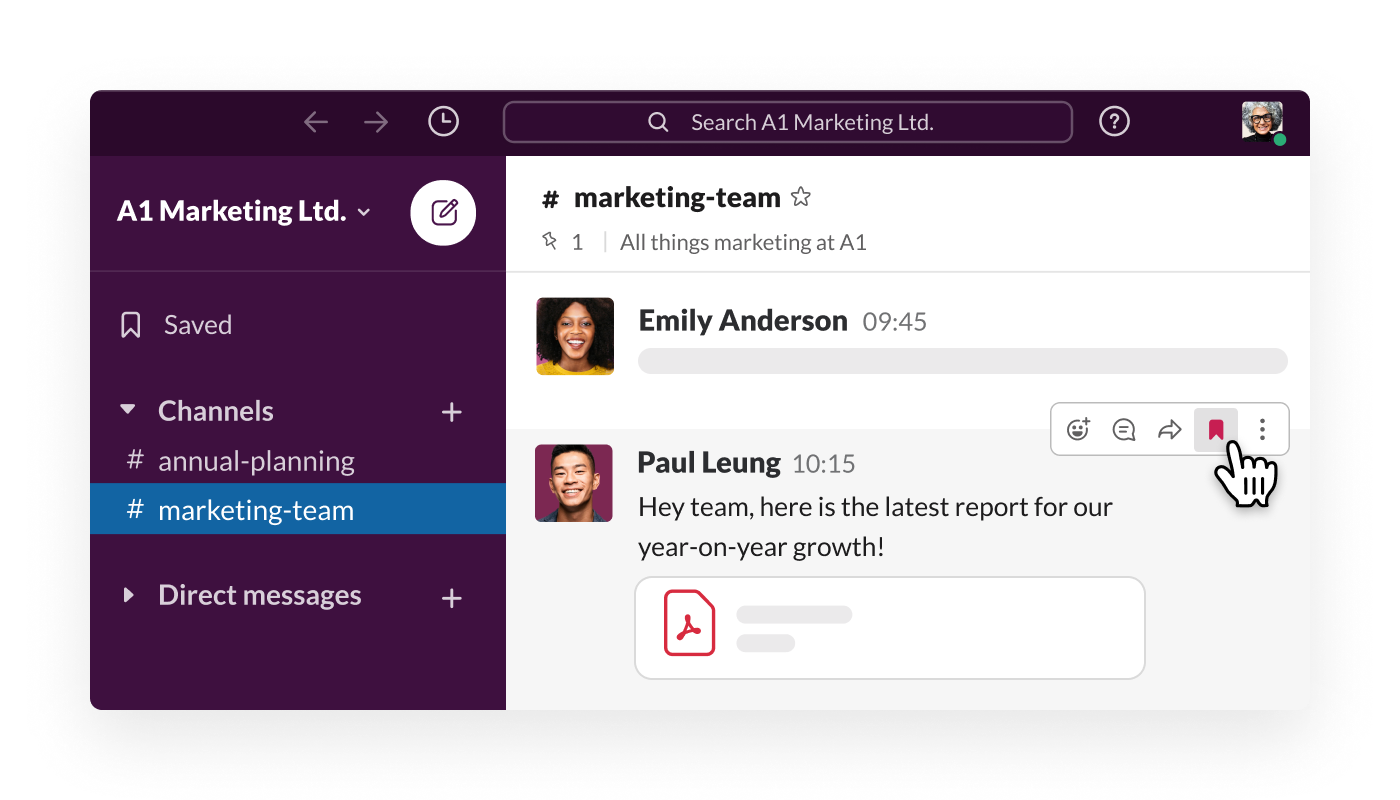 Search A1 Marketing Ltd.
A1 Marketing Ltd.
Saved
Channels
# annual-planning
# marketing-team
Direct messages
# marketing-team
1 All things marketing at A1
Emily Anderson 09:45
Paul Leung 10:15
Hey team, here is the latest report for our
year-on-year growth!